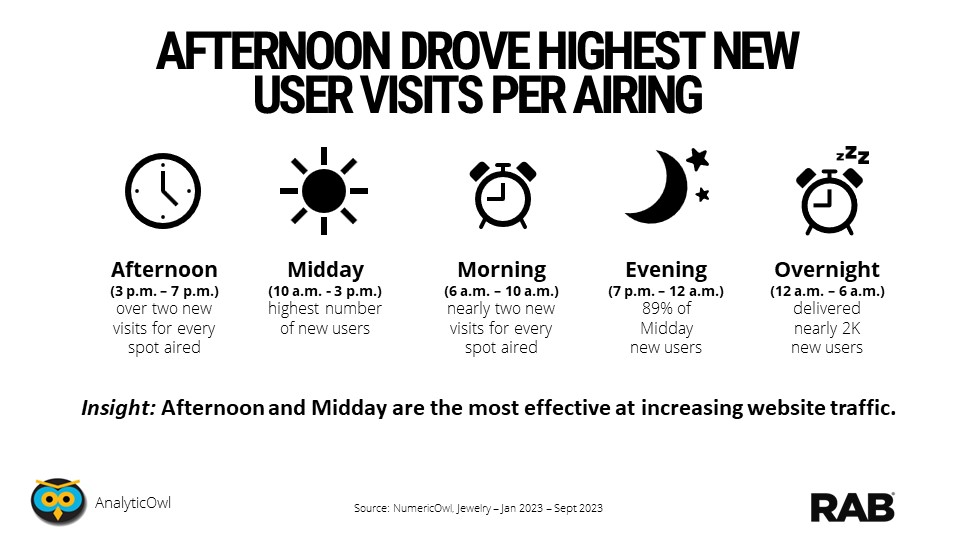 AFTERNOON DROVE HIGHEST NEW
USER VISITS PER AIRING
zzZ
Afternoon
(3 p.m. – 7 p.m.)
over two new
visits for every
spot aired
Midday
(10 a.m. - 3 p.m.)
highest number
of new users
Morning
(6 a.m. – 10 a.m.)
nearly two new
visits for every
spot aired
Evening
(7 p.m. – 12 a.m.)
89% of
Midday
new users
Overnight
(12 a.m. – 6 a.m.)
delivered
nearly 2K
new users
Insight: Afternoon and Midday are the most effective at increasing website traffic.
AnalyticOwl
Source: NumericOwl, Jewelry – Jan 2023 – Sept 2023
RAB